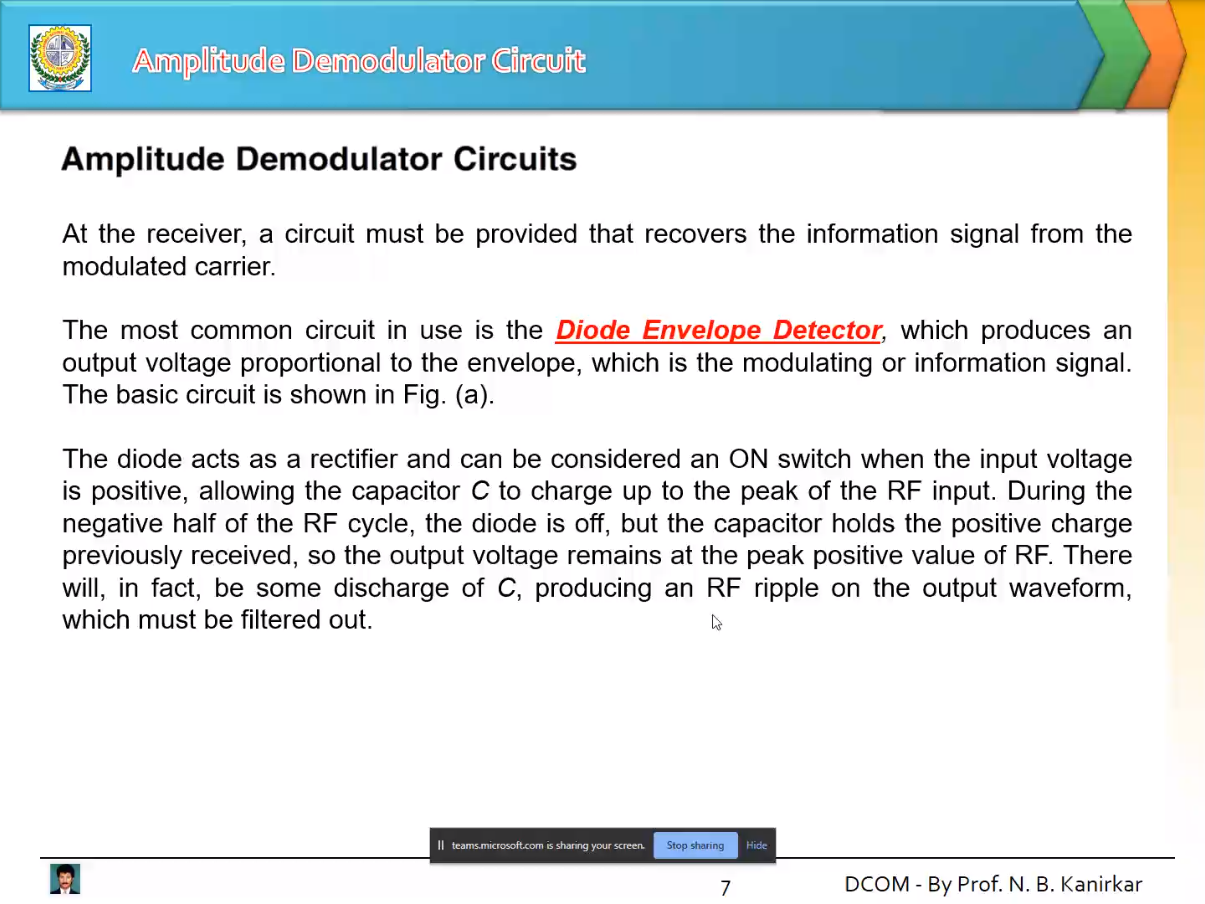 Amplitude Demodulator Circuit
Amplitude Demodulator Circuits
At the receiver, a circuit must be provided that recovers the information signal from the
modulated carrier.
The most common circuit in use is the Diode Envelope Detector, which produces an
output voltage proportional to the envelope, which is the modulating or information signal.
The basic circuit is shown in Fig. (a).
The diode acts as a rectifier and can be considered an ON switch when the input voltage
is positive, allowing the capacitor C to charge up to the peak of the RF input. During the
negative half of the RF cycle, the diode is off, but the capacitor holds the positive charge
previously received, so the output voltage remains at the peak positive value of RF. There
will, in fact, be some discharge of C, producing an RF ripple on the output waveform,
which must be filtered out.
teams.microsoft.com is sharing your screen. Stop sharing Hide
7 DCOM - By Prof. N. B. Kanirkar